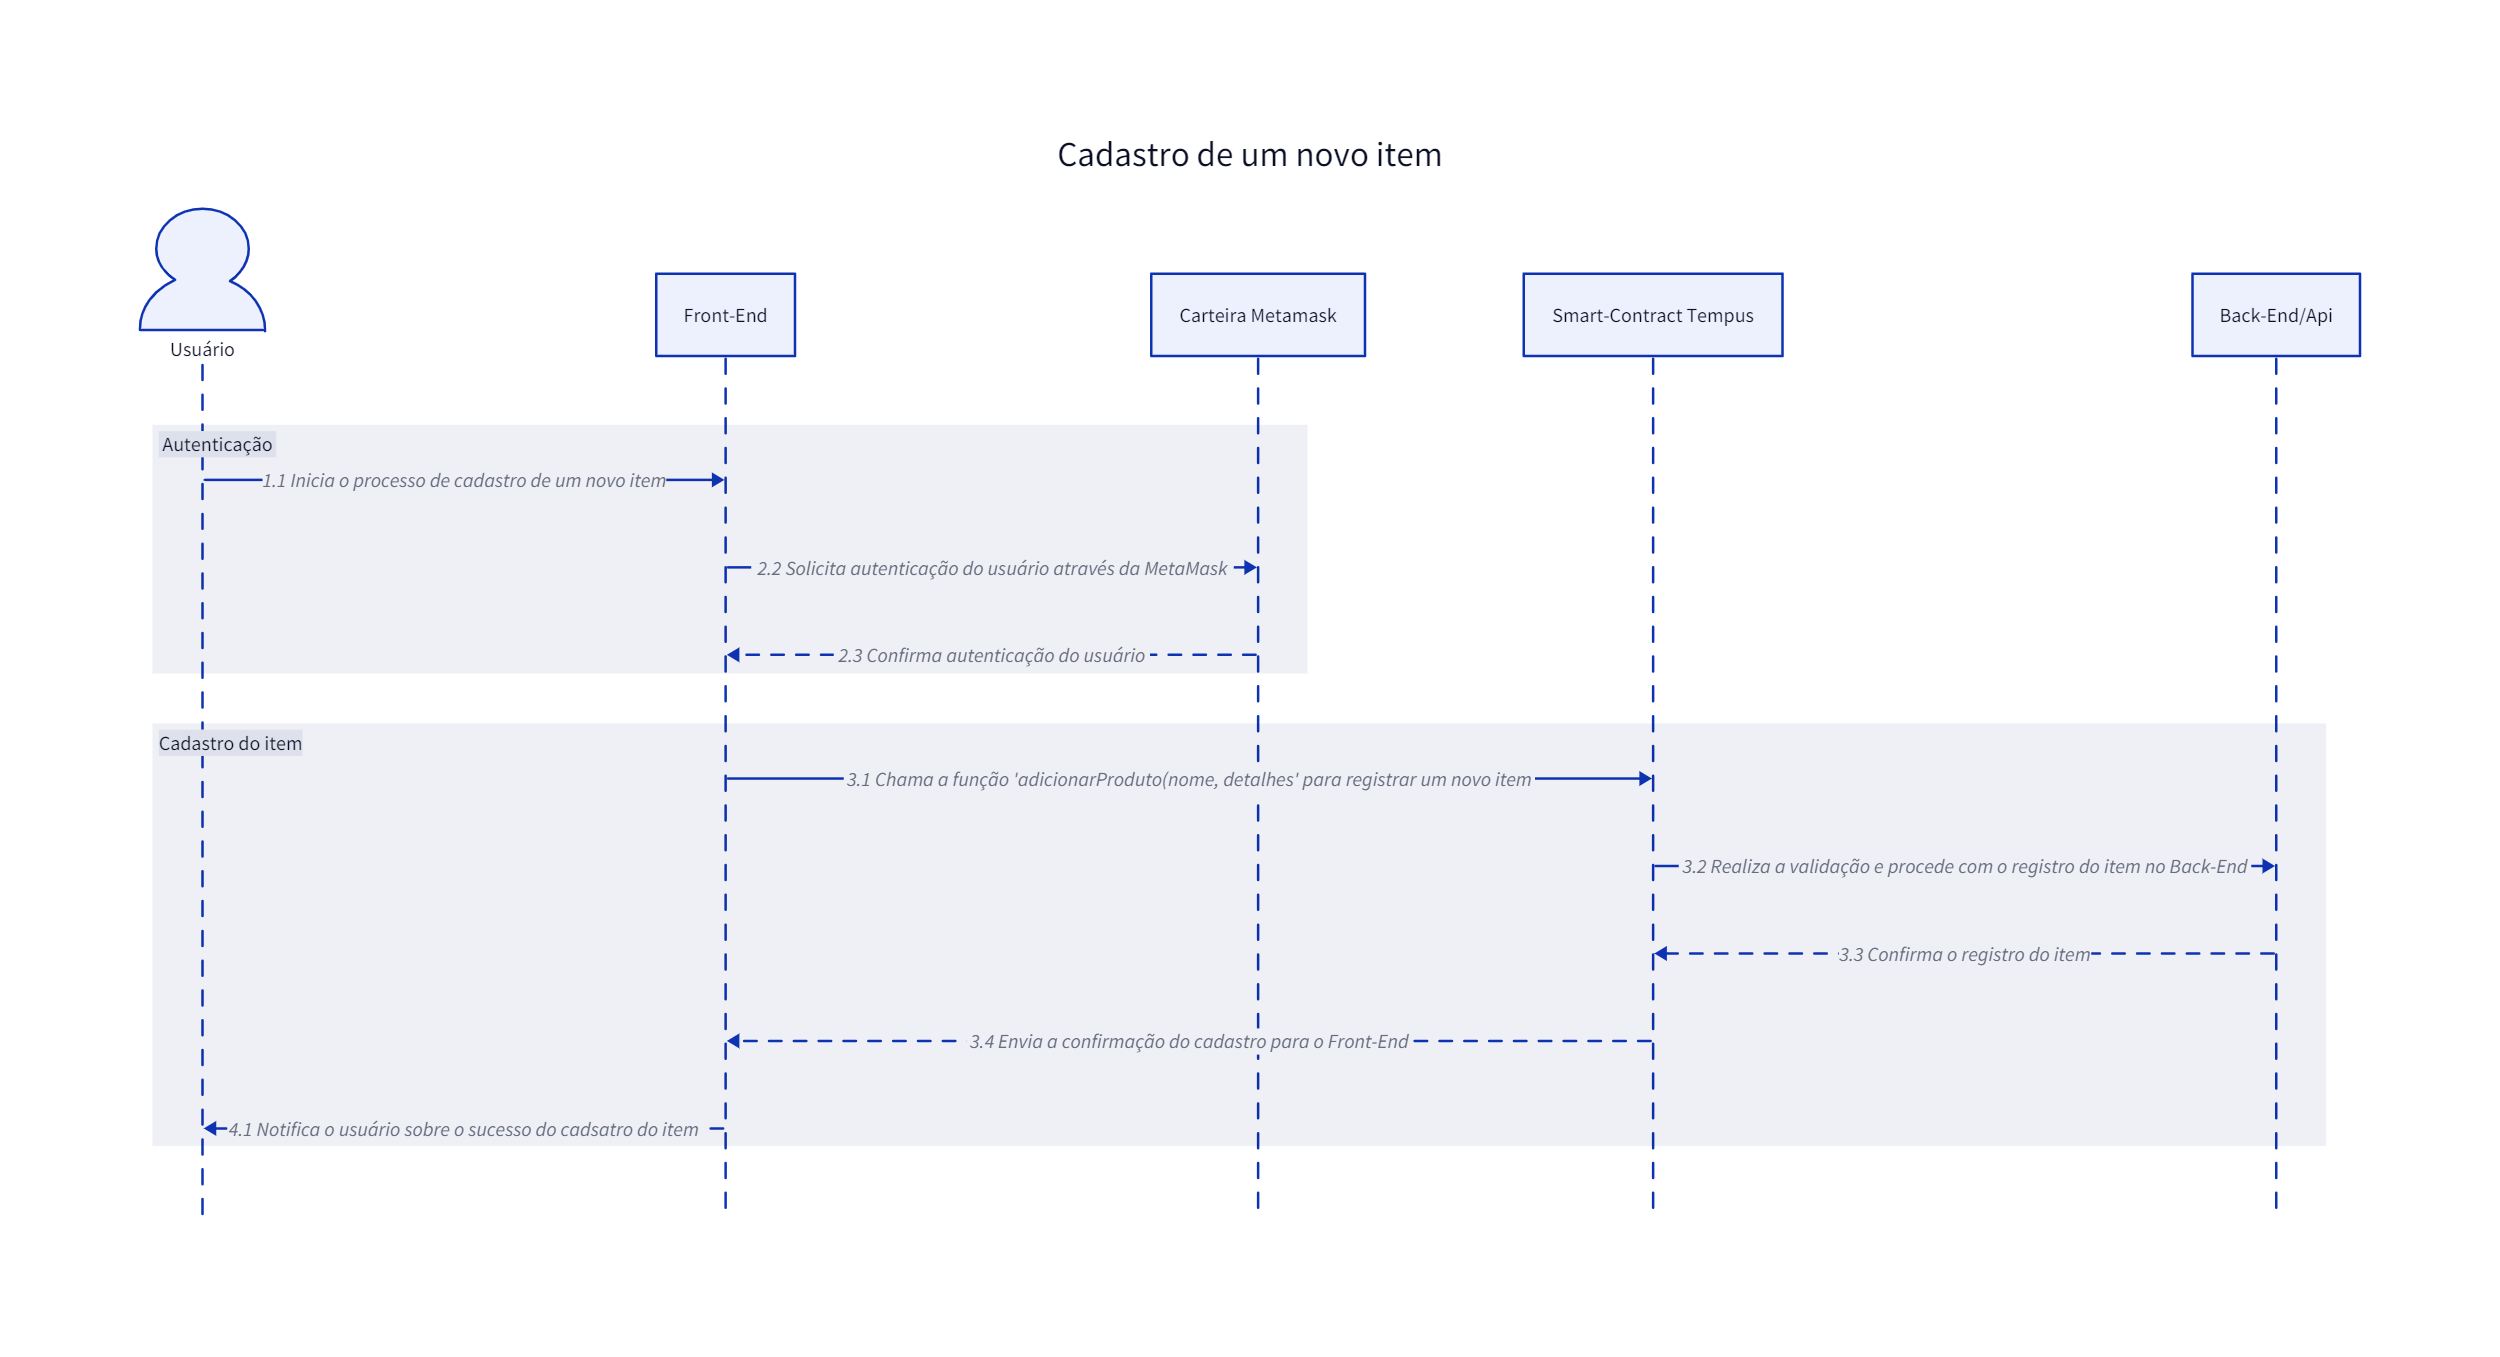 Cadastro de um novo item
Usuário
Front-End
Carteira Metamask
Smart-Contract Tempus
Back-End/Api
Autenticação
1.1 Inicia o processo de cadastro de um novo item
2.2 Solicita autenticação do usuário através da MetaMask
2.3 Confirma autenticação do usuário
Cadastro do item
3.1 Chama a função 'adicionarProduto(nome, detalhes' para registrar um novo item
3.2 Realiza a validação e procede com o registro do item no Back-End
3.3 Confirma o registro do item
3.4 Envia a confirmação do cadastro para o Front-End
4.1 Notifica o usuário sobre o sucesso do cadsatro do item